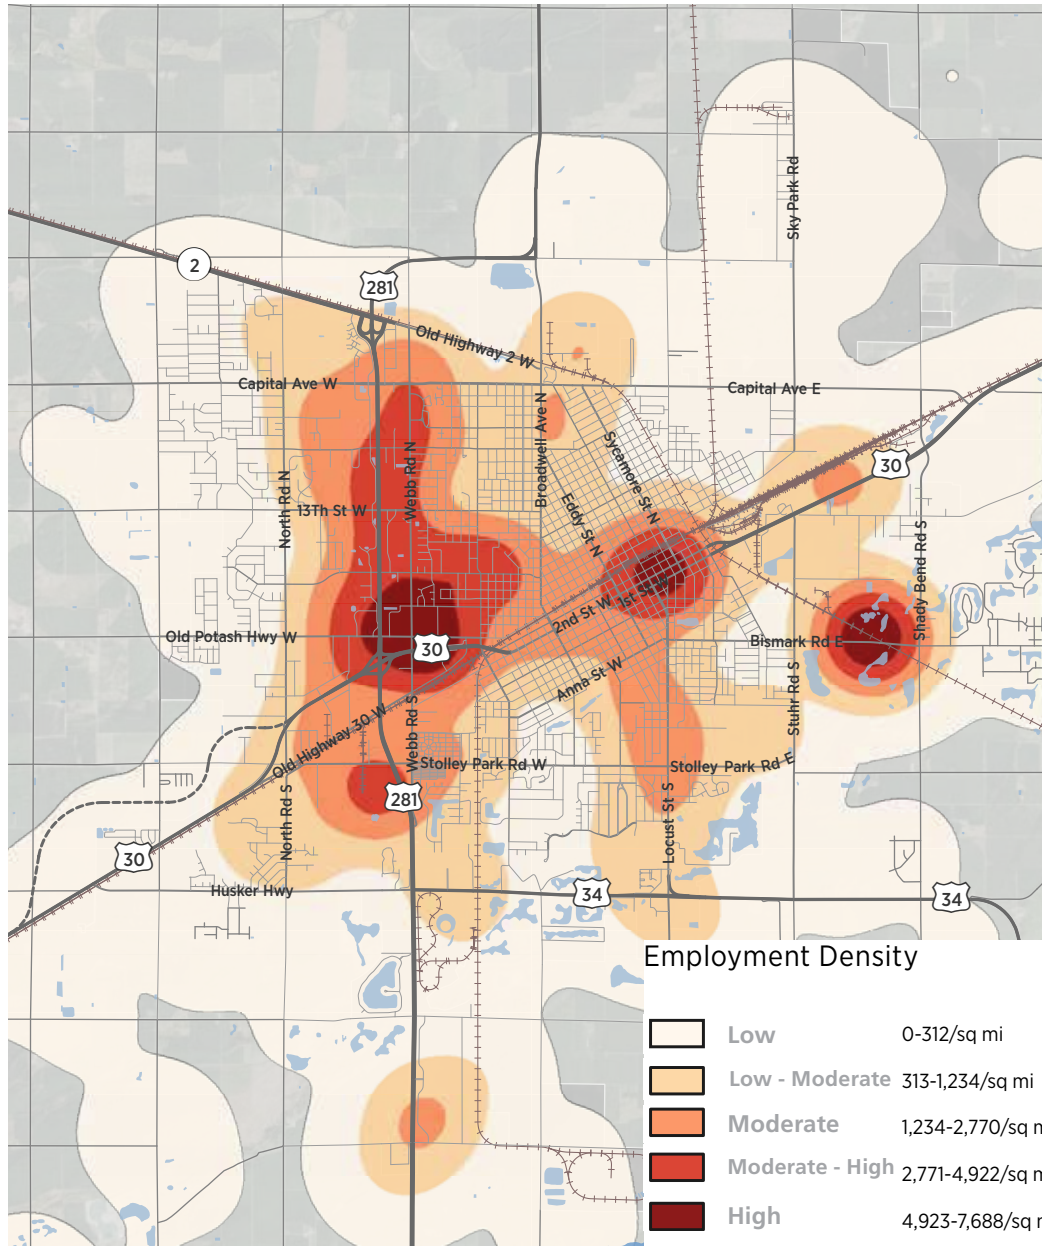 Sky Park Rd
2
281
Old Highway 2 W
Capital Ave W
Capital Ave E
Broadwell Ave N
Sycamore St N
30
Webb Rd N
North Rd N
13Th St W
Eddy St N
Shady Bend Rd S
1st St W
2nd St W
Old Potash Hwy W
30
Bismark Rd E
Anna St W
Stuhr Rd S
Old Highway 30 W
Webb Rd S
Stolley Park Rd W
Stolley Park Rd E
281
North Rd S
Locust St S
30
Husker Hwy
34
34
Employment Density
Low 0-312/sq mi
Low - Moderate 313-1,234/sq mi
Moderate 1,234-2,770/sq m
Moderate - High 2,771-4,922/sq m
High 4,923-7,688/sq m